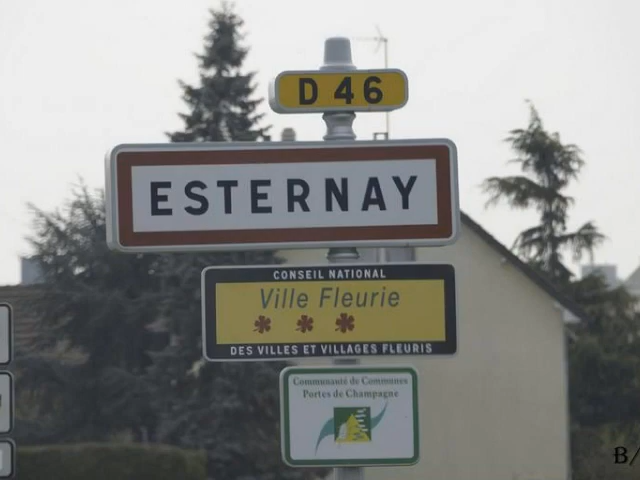 D 46
ESTERNAY
CONSEIL NATIONAL
Ville Fleurie
DES VILLES ET VILLAGES FLEURIS
Communauté de Communes
Portes de Champagne
B/